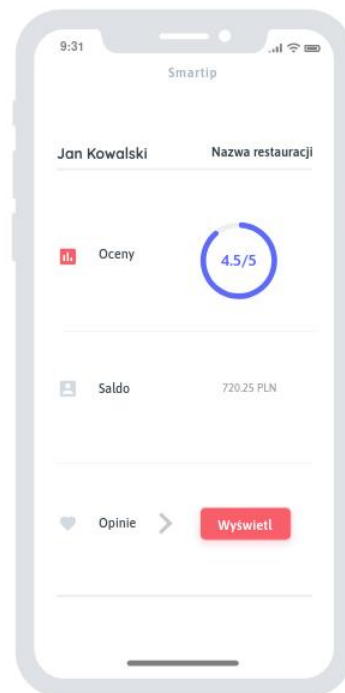 9:31
Smartip
Jan Kowalski Nazwa restauracji
Oceny 4.5/5
Saldo 720.25 PLN
Opinie Wyświetl